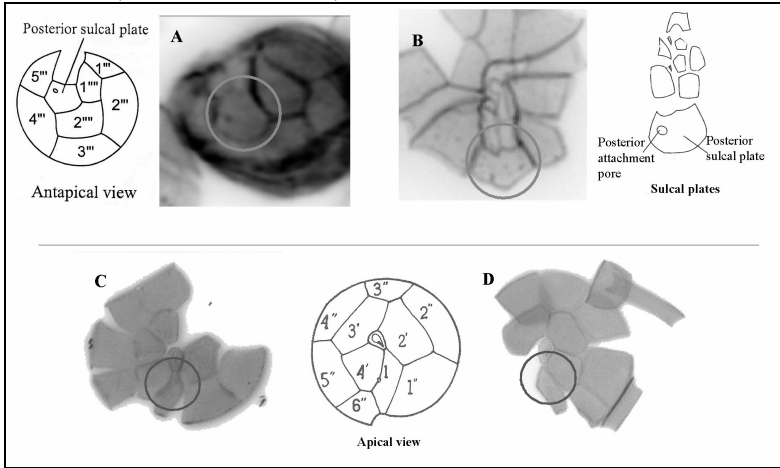 Posterior sulcal plate
A
B
5'''
1'''
1''''
2'''
4'''
2''''
3'''
Antapical view
Posterior
attachment
pore
Posterior
sulcal plate
Sulcal plates
C
D
3"
4"
2"
3'
2'
4'
1
5"
1"
6"
Apical view